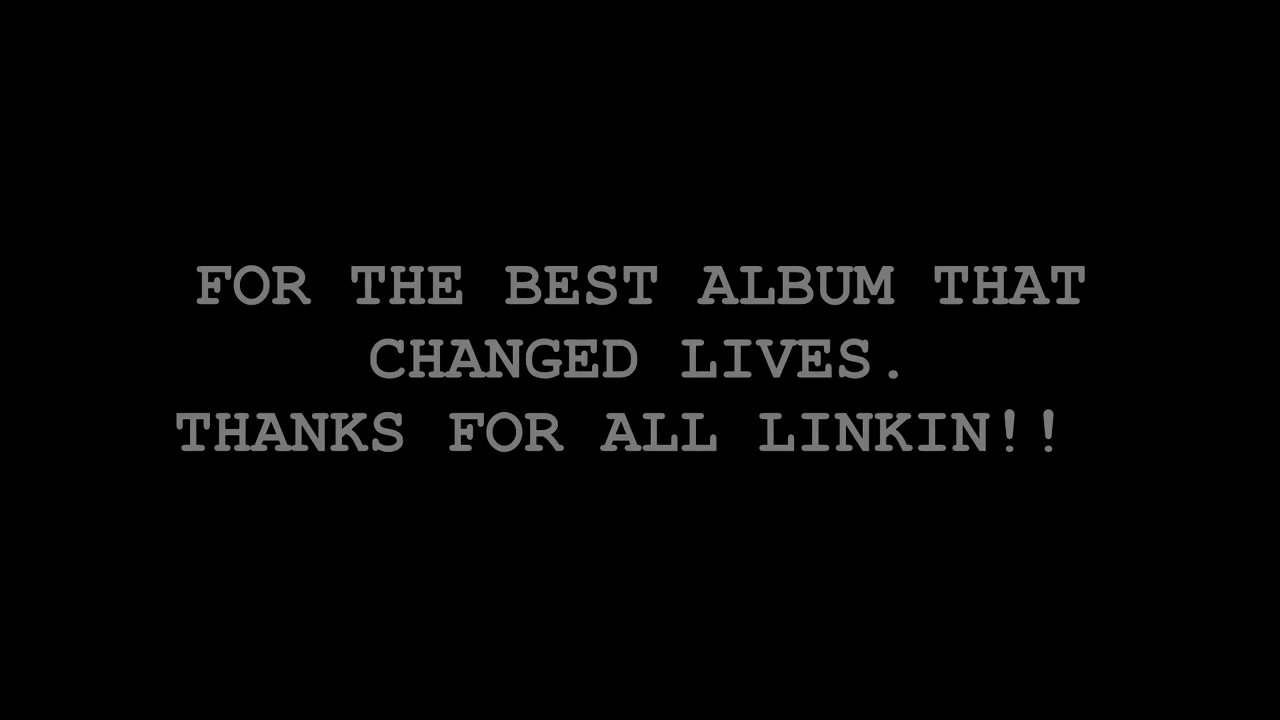 FOR THE BEST ALBUM THAT
CHANGED LIVES.
THANKS FOR ALL LINKIN!!